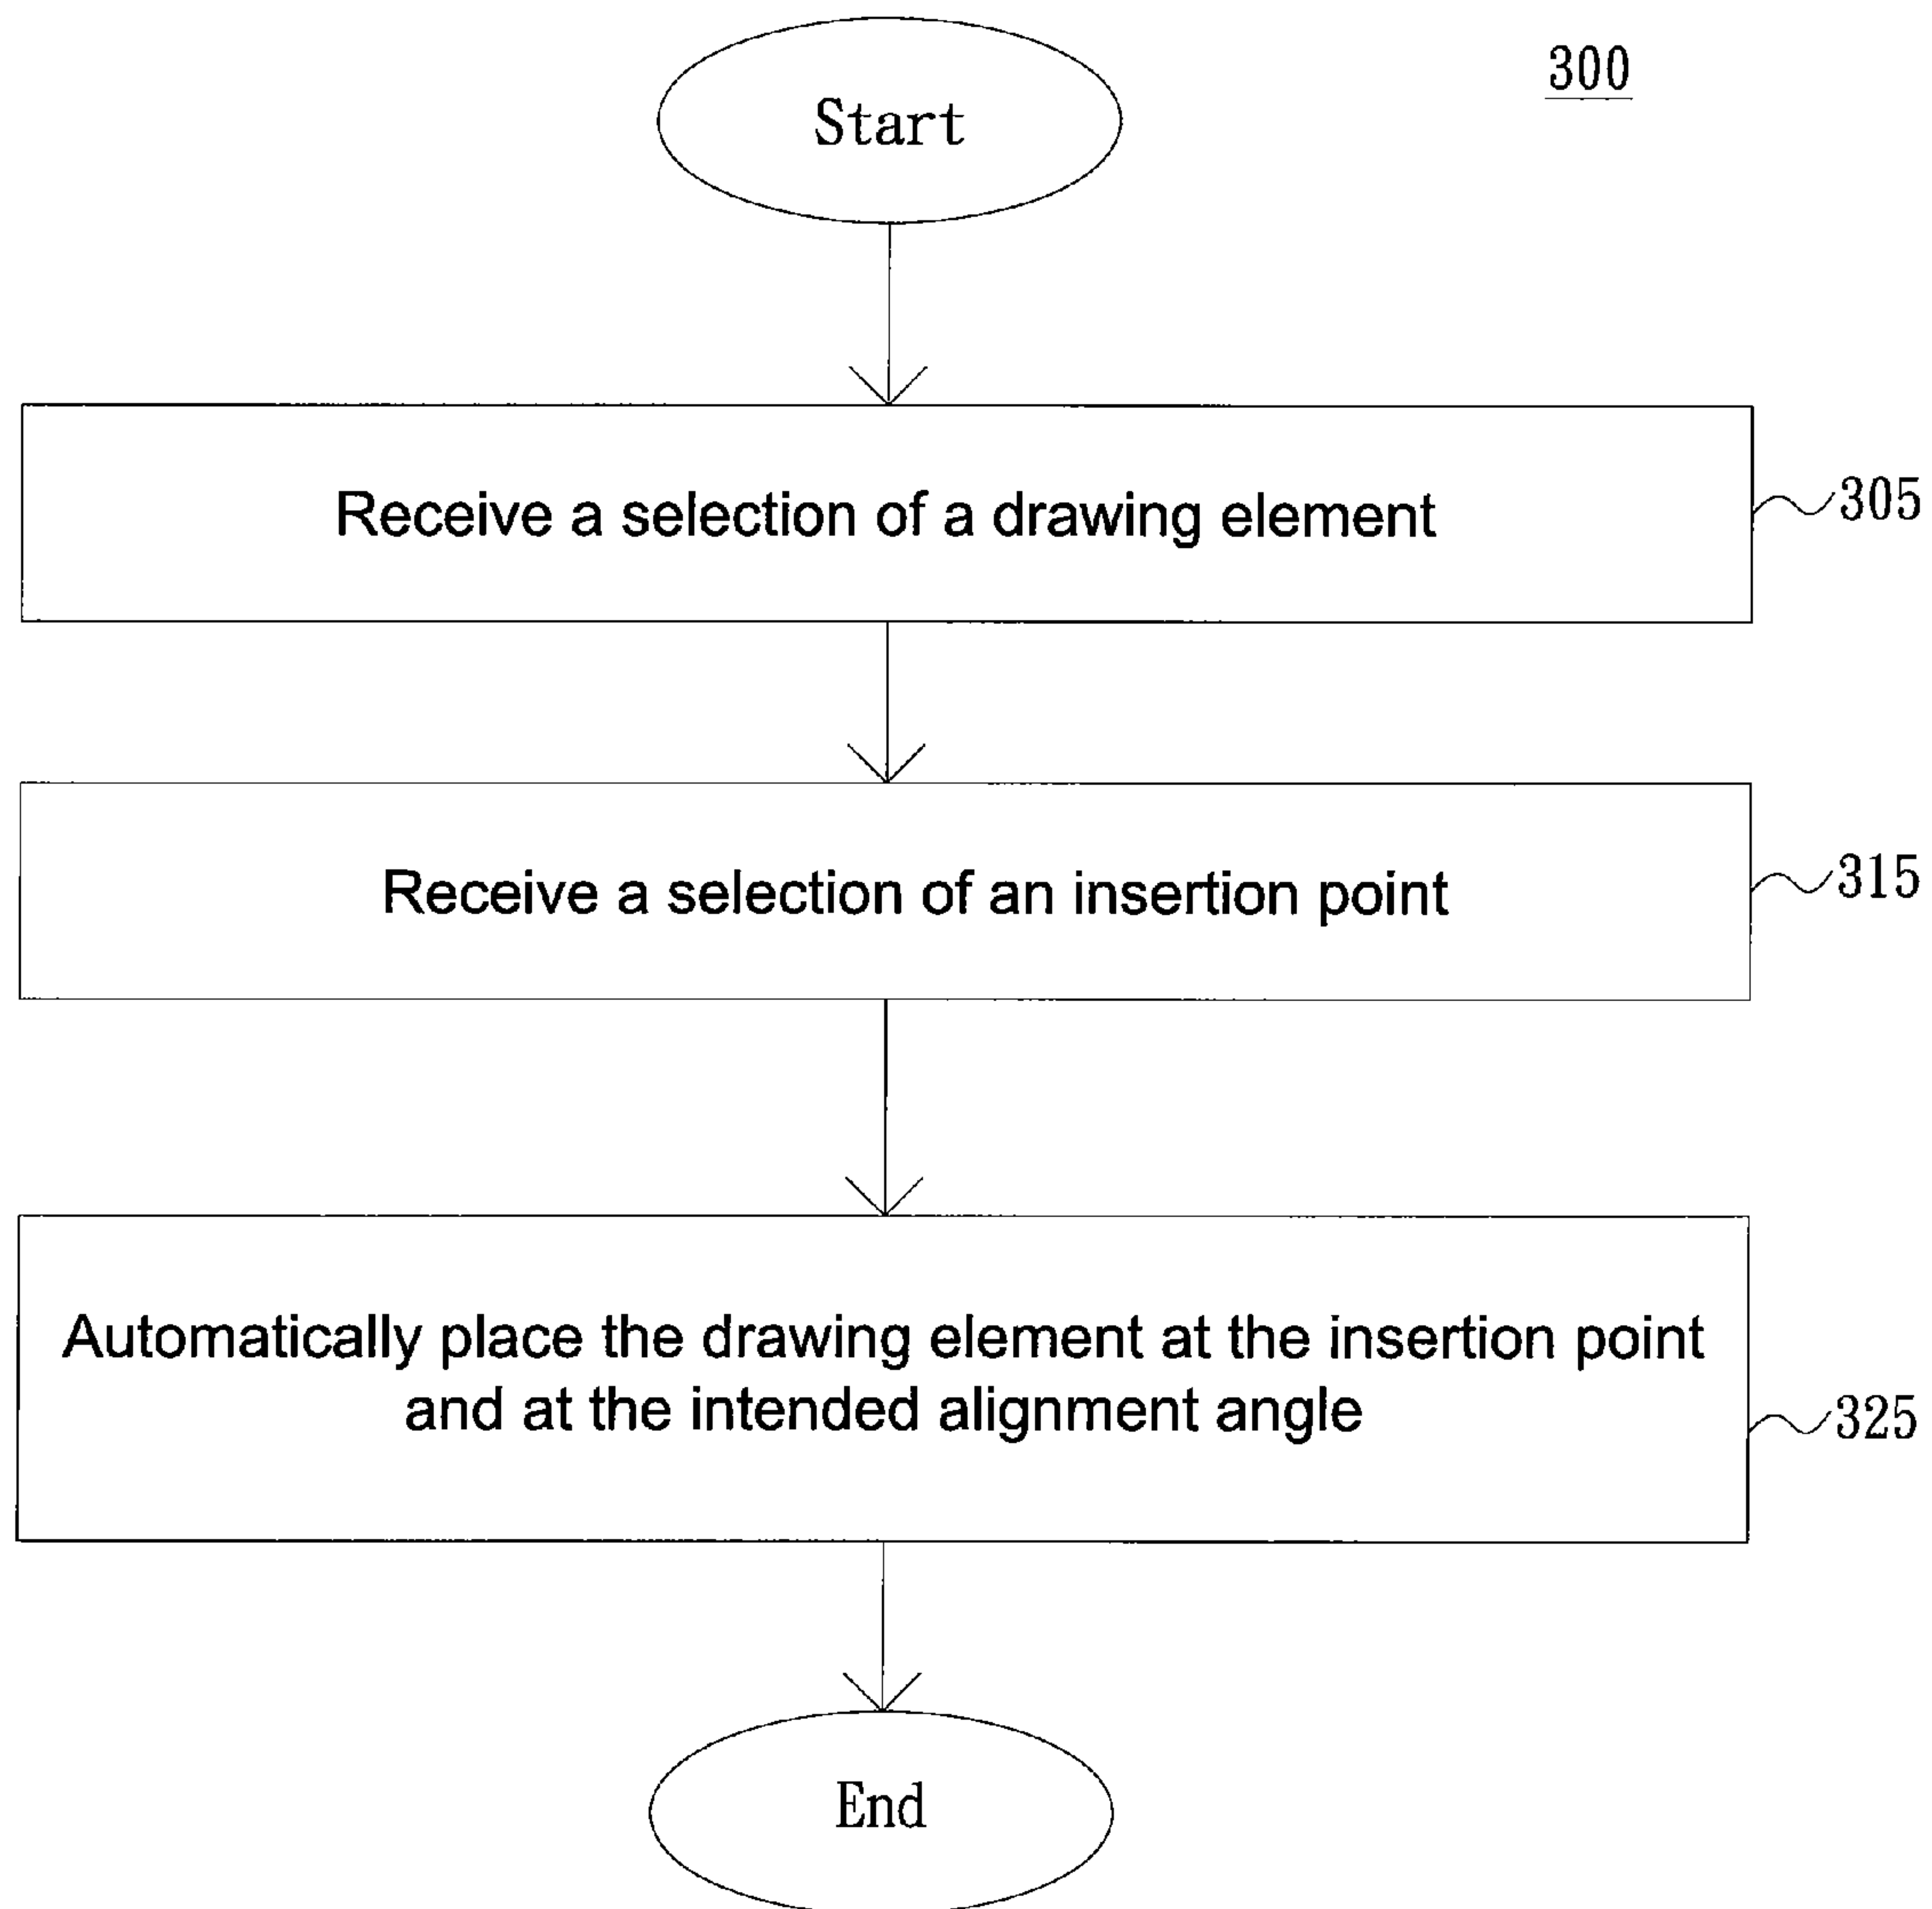 300
Start
Receive a selection of a drawing element
305
Receive a selection of an insertion point
315
Automatically place the drawing element at the insertion point
and at the intended alignment angle
325
End